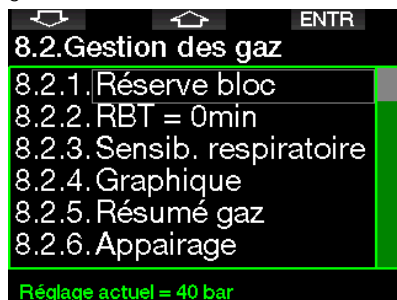 ENTR
8.2.Gestion des gaz
8.2.1.Réserve bloc
8.2.2.RBT = 0min
8.2.3.Sensib. respiratoire
8.2.4.Graphique
8.2.5.Résumé gaz
8.2.6.Appairage
Réglage actuel = 40 bar